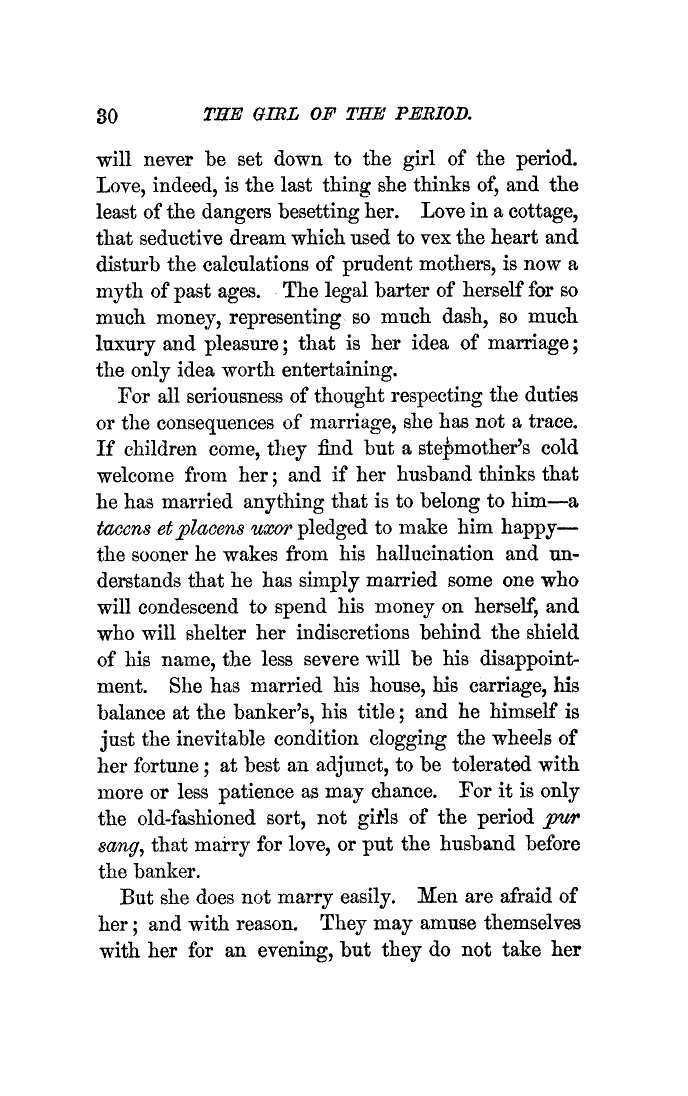 30 THE GIRL OF THE PERIOD.
will never be set down to the girl of the period.
Love, indeed, is the last thing she thinks of, and the
least of the dangers besetting her. Love in a cottage,
that seductive dream which used to vex the heart and
disturb the calculations of prudent mothers, is now a
myth of past ages. The legal barter of herself for so
much money, representing so much dash, so much
luxury and pleasure; that is her idea of marriage;
the only idea worth entertaining.
For all seriousness of thought respecting the duties
or the consequences of marriage, she has not a trace.
If children come, they find but a stepmother's cold
welcome from her; and if her husband thinks that
he has married anything that is to belong to him—a
tacens et placens uxor pledged to make him happy—
the sooner he wakes from his hallucination and un-
derstands that he has simply married some one who
will condescend to spend his money on herself, and
who will shelter her indiscretions behind the shield
of his name, the less severe will be his disappoint-
ment. She has married his house, his carriage, his
balance at the banker's, his title; and he himself is
just the inevitable condition clogging the wheels of
her fortune; at best an adjunct, to be tolerated with
more or less patience as may chance. For it is only
the old-fashioned sort, not girls of the period pur
sang, that marry for love, or put the husband before
the banker.
But she does not marry easily. Men are afraid of
her; and with reason. They may amuse themselves
with her for an evening, but they do not take her